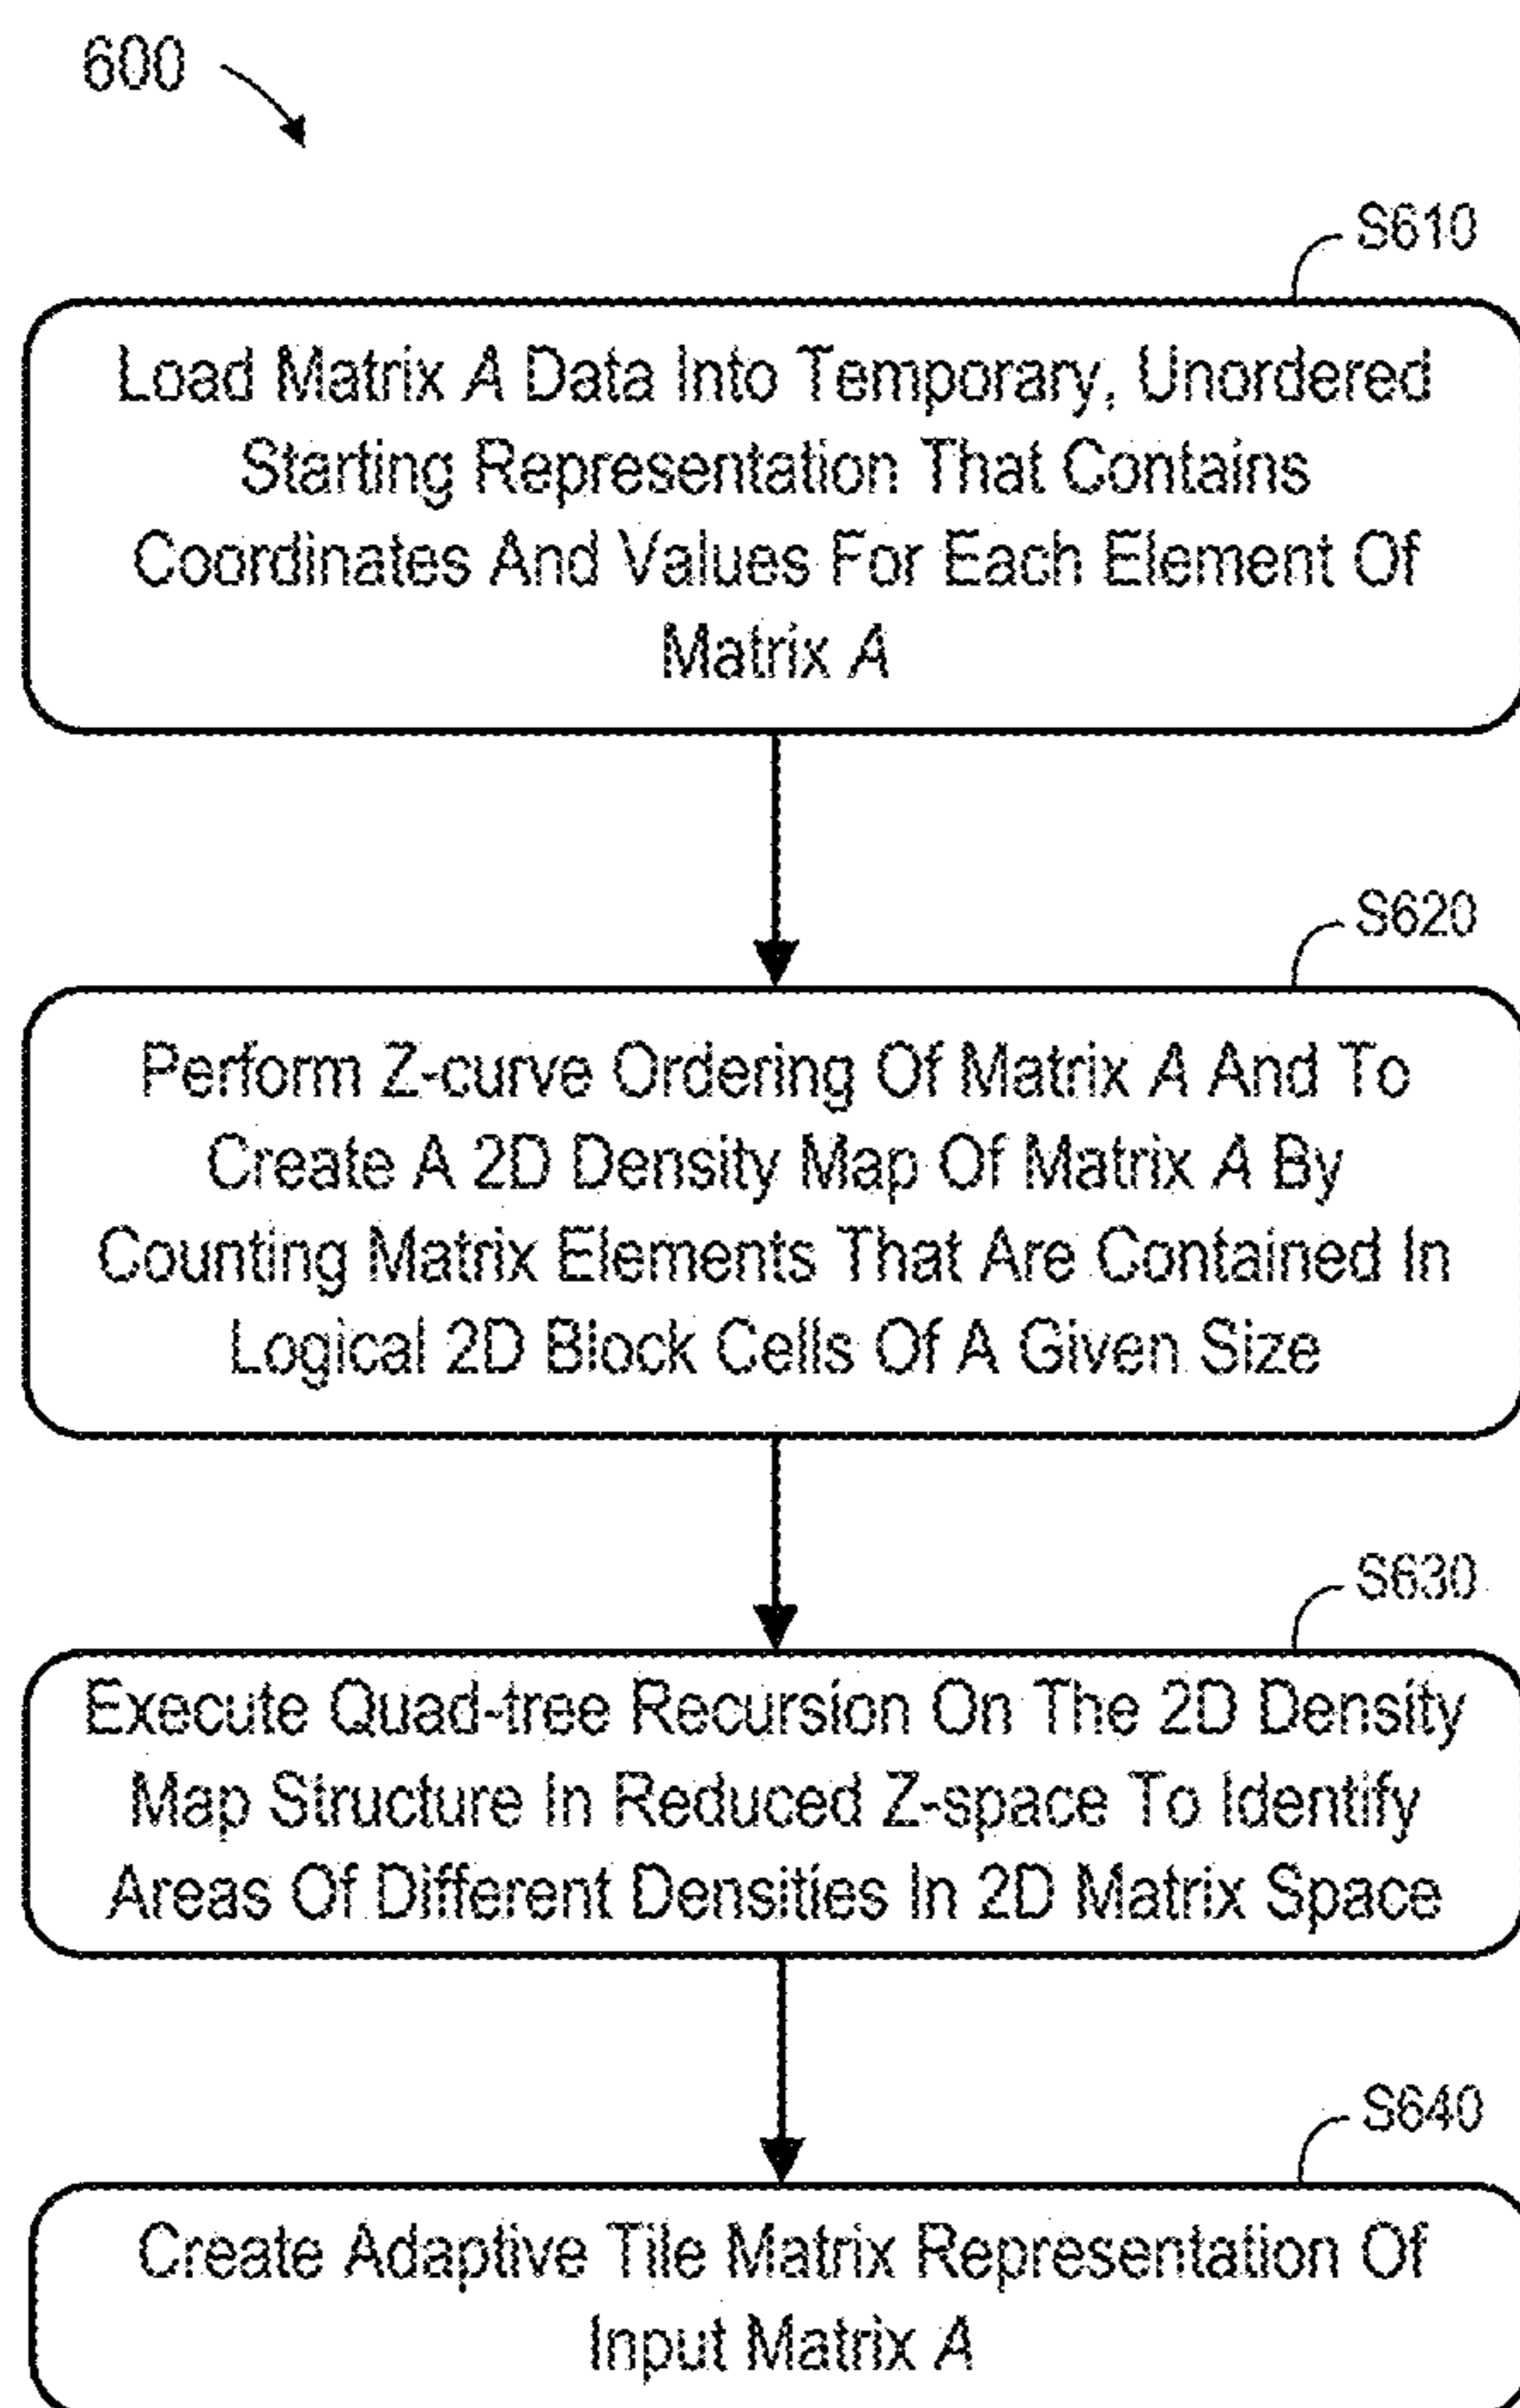 600
S610
Load Matrix A Data Into Temporary, Unordered
Starting Representation That Contains
Coordinates And Values For Each Element Of
Matrix A
S620
Perform Z-curve Ordering Of Matrix A And To
Create A 2D Density Map Of Matrix A By
Counting Matrix Elements That Are Contained In
Logical 2D Block Cells Of A Given Size
S630
Execute Quad-tree Recursion On The 2D Density
Map Structure In Reduced Z-space To Identify
Areas Of Different Densities In 2D Matrix Space
S640
Create Adaptive Tile Matrix Representation Of
Input Matrix A